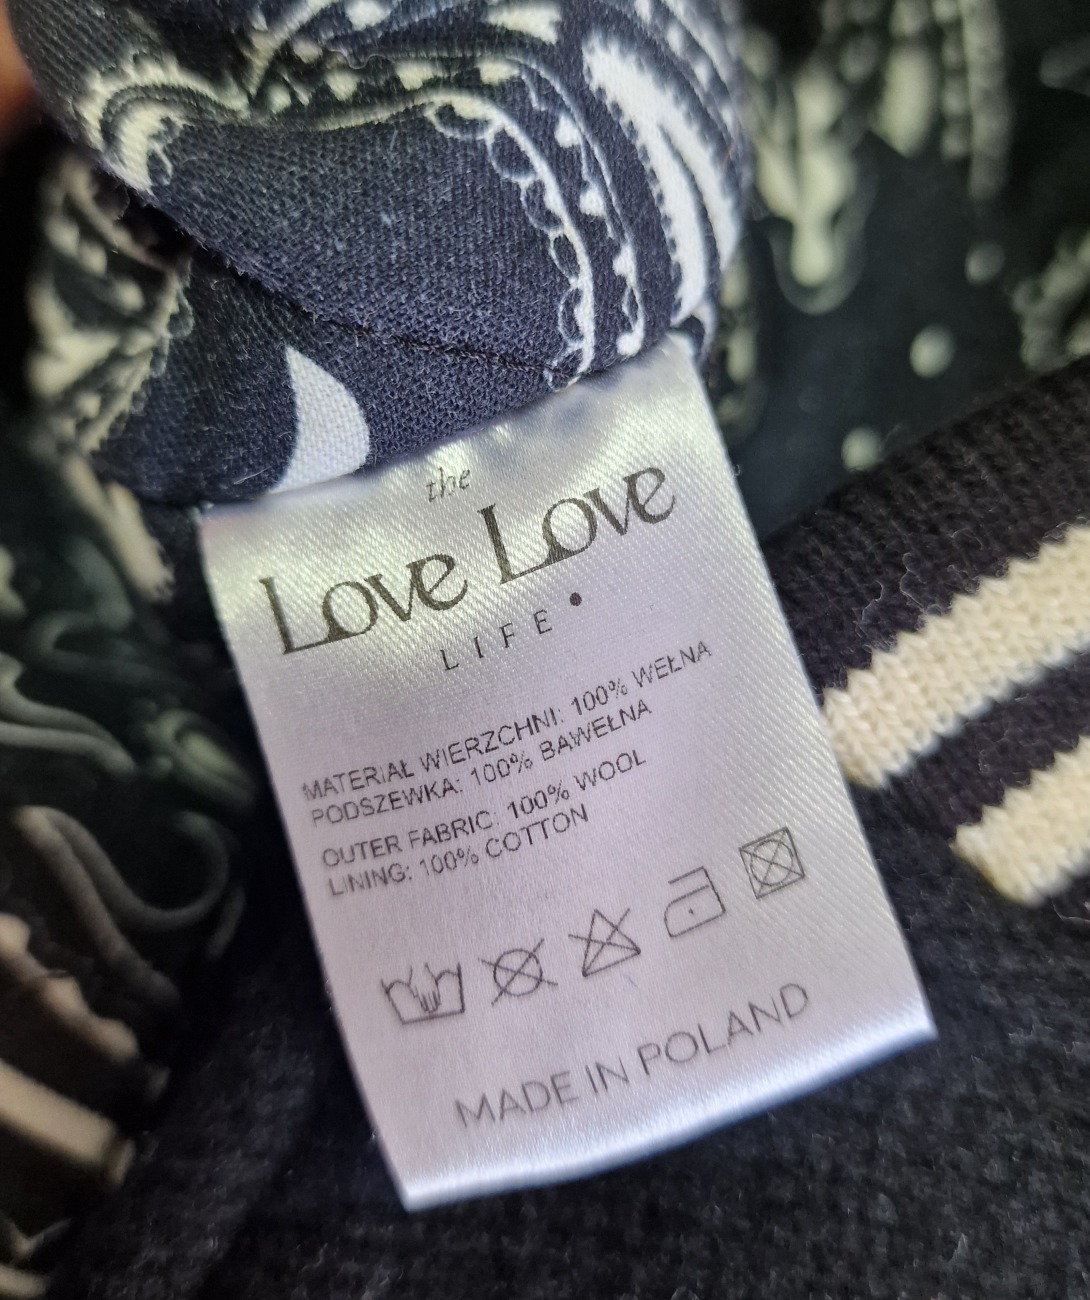 the
Love Love
LIFE •
MATERIAŁ WIERZCHNI: 100% WEŁNA
PODSZEWKA: 100% BAWEŁNA
OUTER FABRIC: 100% WOOL
LINING: 100% COTTON
MADE IN POLAND